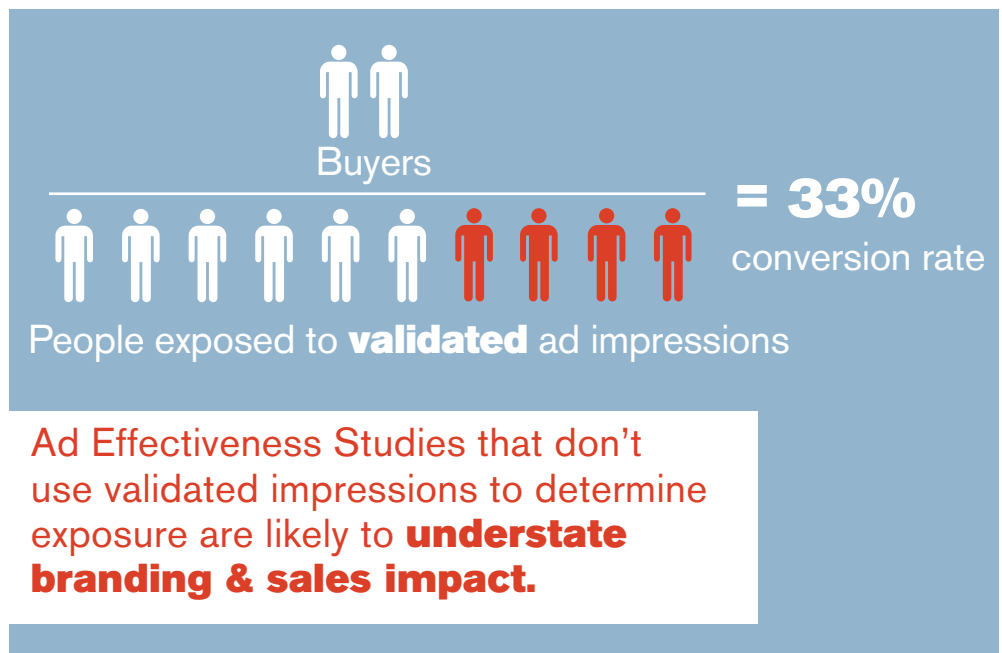 Buyers
= 33%
conversion rate
People exposed to validated ad impressions
Ad Effectiveness Studies that don’t
use validated impressions to determine
exposure are likely to understate
branding & sales impact.